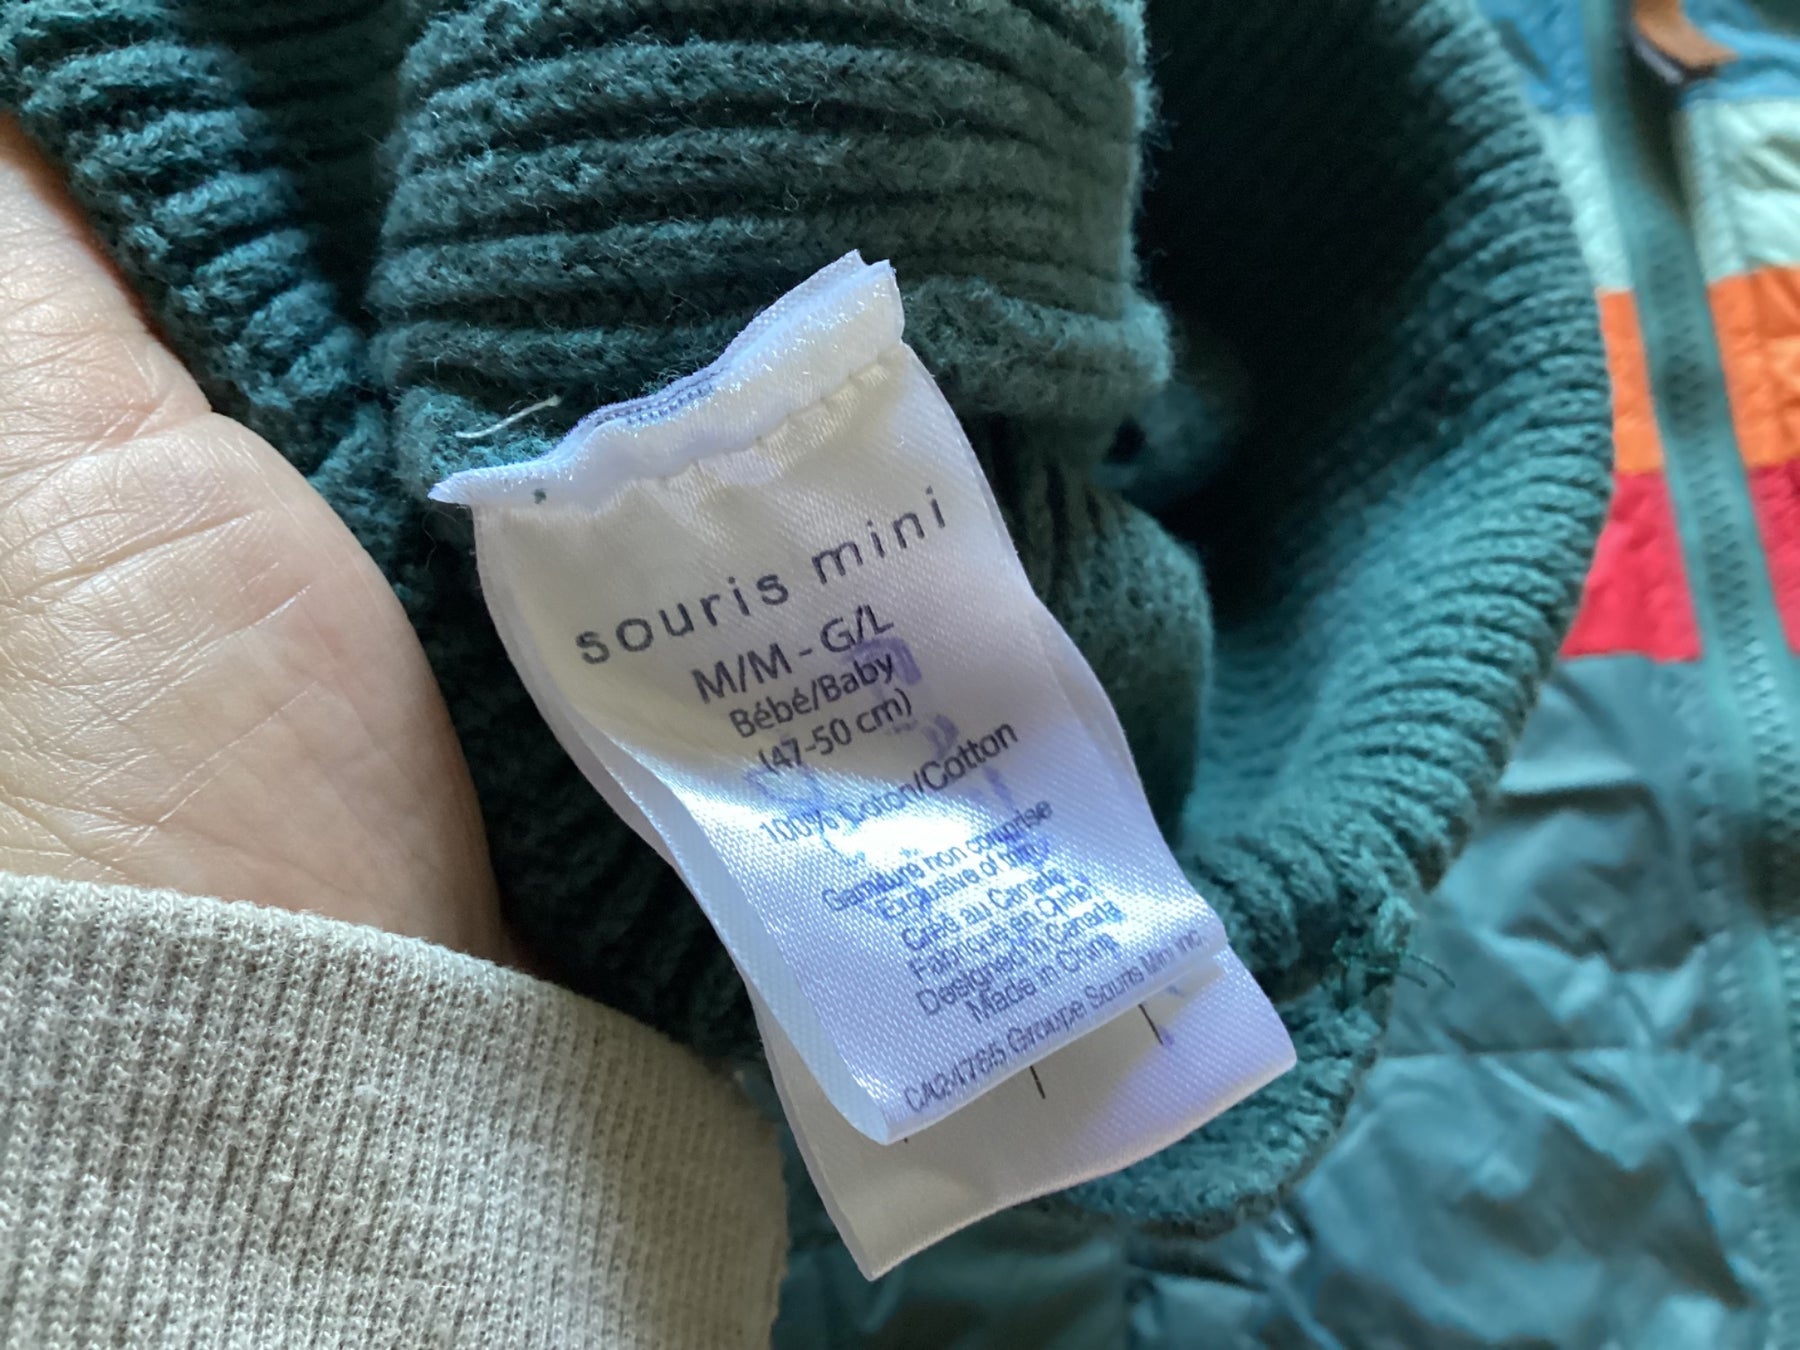 souris mini
M/M - G/L
Bébé/Baby
(47-50 cm)
100% Coton/Cotton
Garniture non comprise
Exclusive of trim
Créé au Canada
Fabriqué en Chine
Designed in Canada
Made in China
CA24765 Groupe Souris Mini inc.